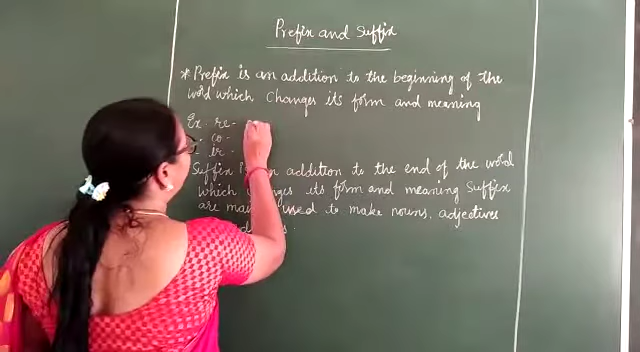 Prefix and Suffix
* Prefix is an addition to the beginning of the
word which changes its form and meaning
Ex. re-
co-
ir-
Suffix an addition to the end of the word
which its form and meaning Suffix
are used to make nouns, adjectives